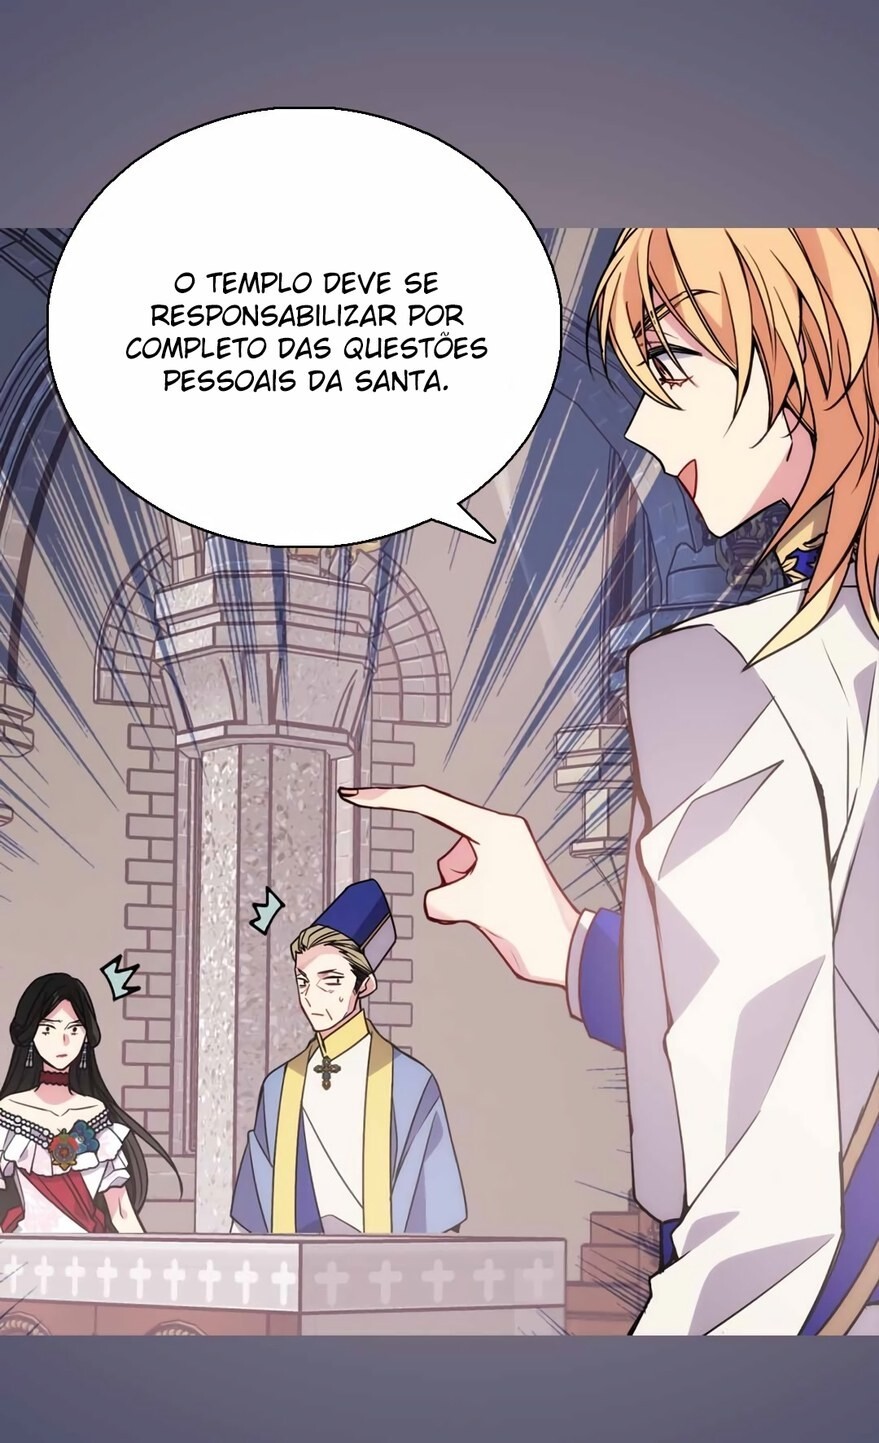 O TEMPLO DEVE SE
RESPONSABILIZAR POR
COMPLETO DAS QUESTÕES
PESSOAIS DA SANTA.